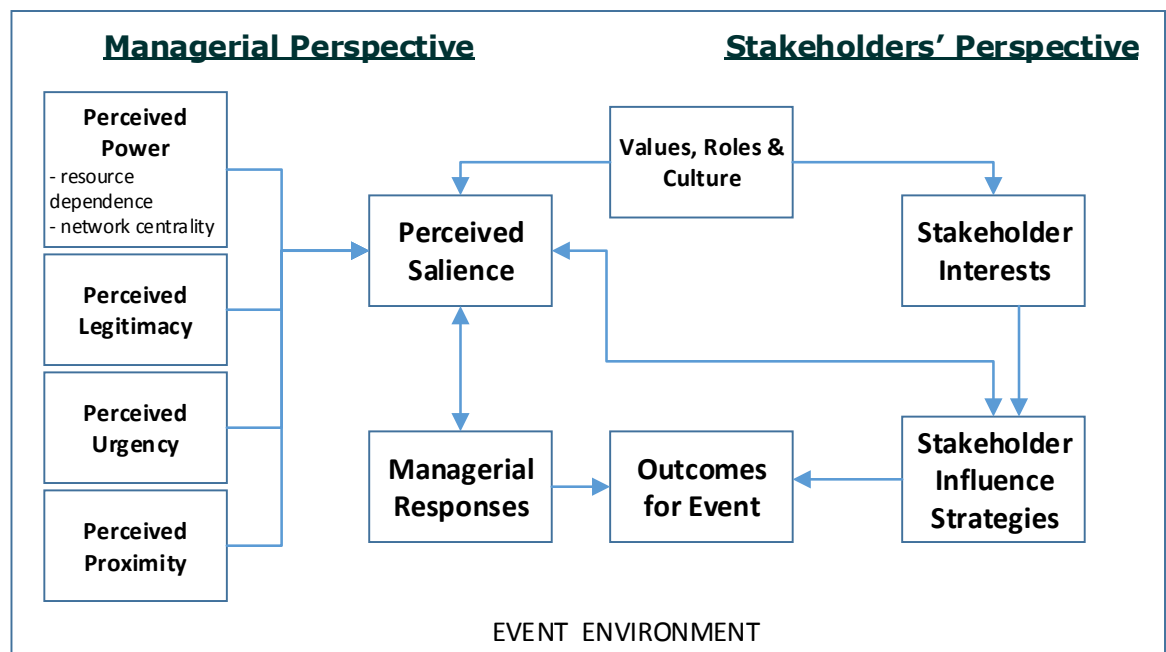 Managerial Perspective
Stakeholders’ Perspective
Perceived
Power
- resource
dependence
- network centrality
Perceived
Legitimacy
Perceived
Urgency
Perceived
Proximity
Perceived
Salience
Managerial
Responses
Values, Roles &
Culture
Outcomes
for Event
Stakeholder
Interests
Stakeholder
Influence
Strategies
EVENT ENVIRONMENT